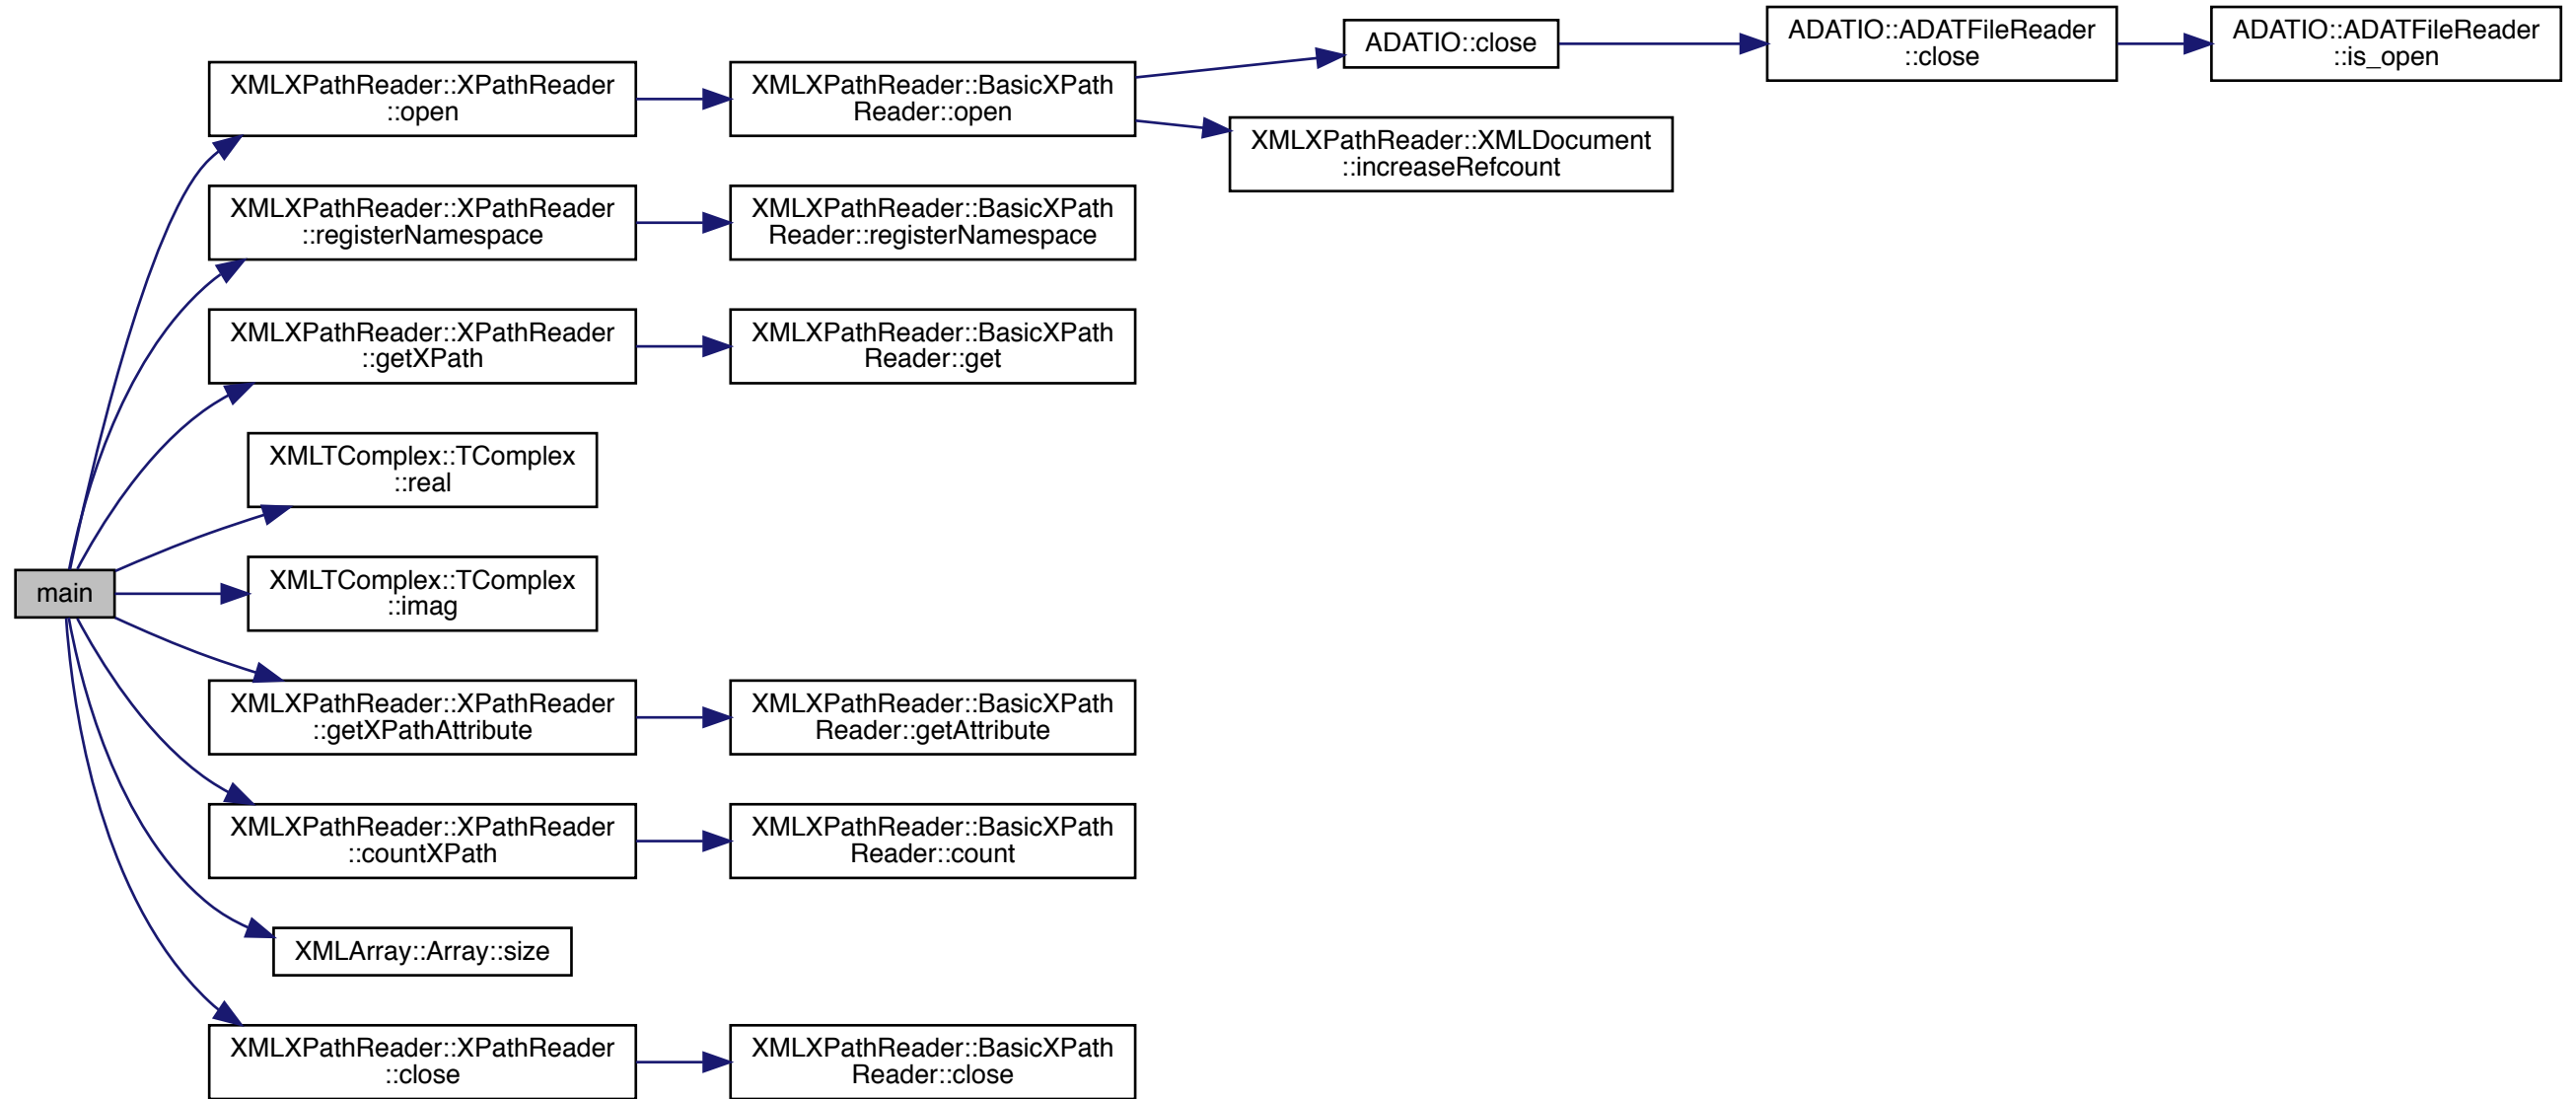 ADATIO::ADATFileReader
::close
ADATIO::ADATFileReader
::is_open
ADATIO::close
XMLXPathReader::XPathReader
::open
XMLXPathReader::BasicXPath
Reader::open
XMLXPathReader::XMLDocument
::increaseRefcount
XMLXPathReader::XPathReader
::registerNamespace
XMLXPathReader::BasicXPath
Reader::registerNamespace
XMLXPathReader::XPathReader
::getXPath
XMLXPathReader::BasicXPath
Reader::get
XMLTComplex::TComplex
::real
main
XMLTComplex::TComplex
::imag
XMLXPathReader::XPathReader
::getXPathAttribute
XMLXPathReader::BasicXPath
Reader::getAttribute
XMLXPathReader::XPathReader
::countXPath
XMLXPathReader::BasicXPath
Reader::count
XMLArray::Array::size
XMLXPathReader::XPathReader
::close
XMLXPathReader::BasicXPath
Reader::close